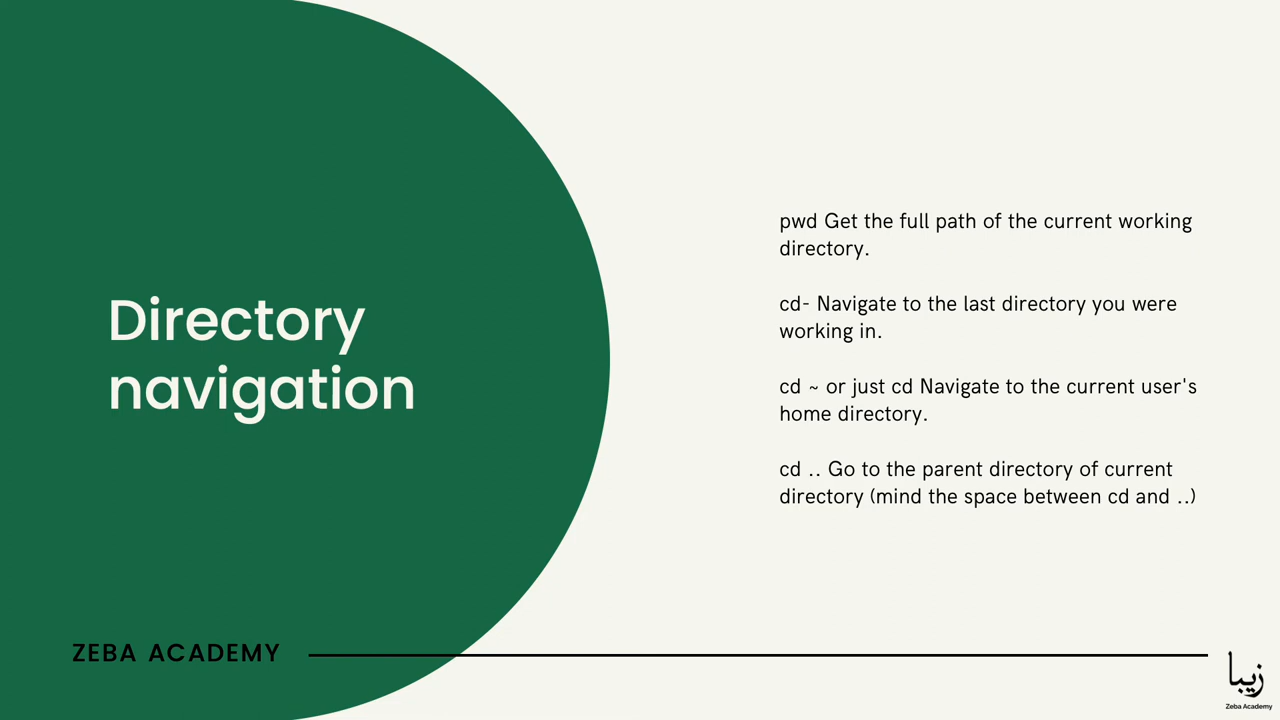 Directory
navigation
pwd Get the full path of the current working
directory.
cd- Navigate to the last directory you were
working in.
cd ~ or just cd Navigate to the current user's
home directory.
cd .. Go to the parent directory of current
directory (mind the space between cd and ..)
ZEBA ACADEMY
زيبا
Zeba Academy